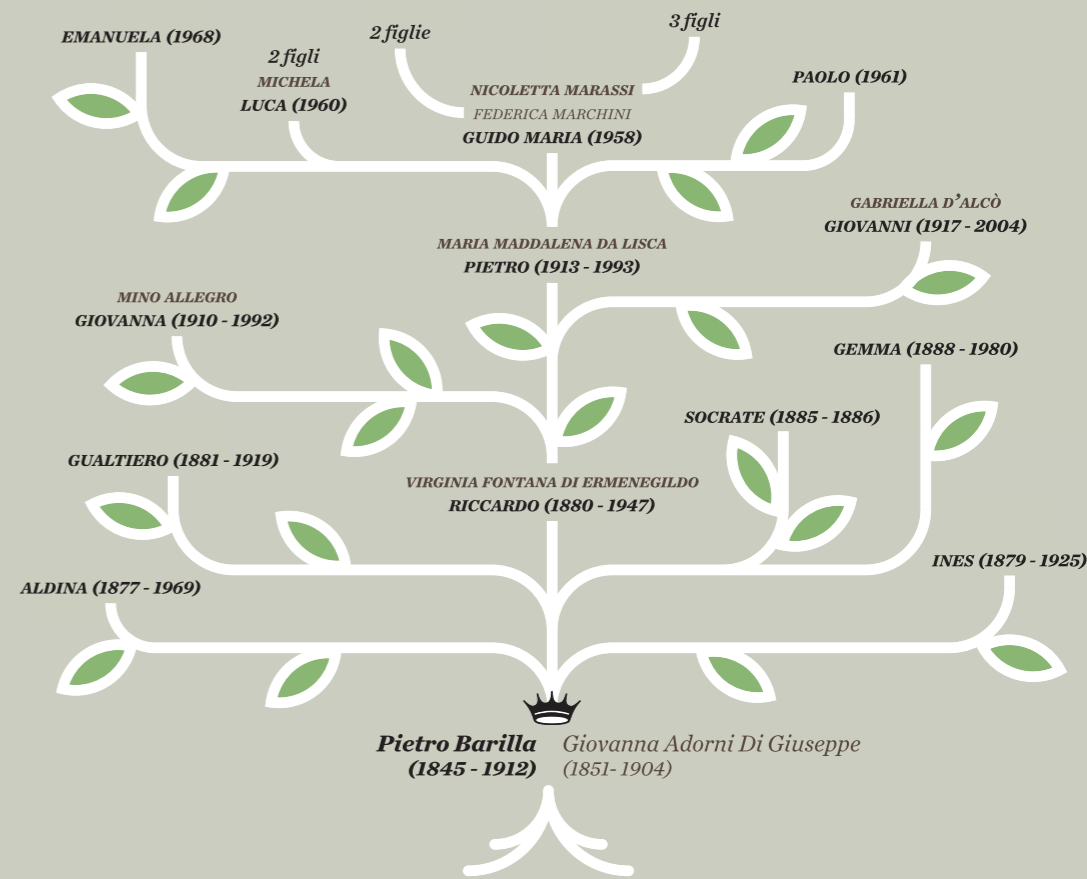 3 figli
2 figlie
EMANUELA (1968)
2 figli
MICHELA
LUCA (1960)
NICOLETTA MARASSI
FEDERICA MARCHINI
GUIDO MARIA (1958)
PAOLO (1961)
GABRIELLA D’ALCÒ
GIOVANNI (1917 - 2004)
MARIA MADDALENA DA LISCA
PIETRO (1913 - 1993)
MINO ALLEGRO
GIOVANNA (1910 - 1992)
GEMMA (1888 - 1980)
SOCRATE (1885 - 1886)
GUALTIERO (1881 - 1919)
VIRGINIA FONTANA DI ERMENEGILDO
RICCARDO (1880 - 1947)
INES (1879 - 1925)
ALDINA (1877 - 1969)
Pietro Barilla
(1845 - 1912)
Giovanna Adorni Di Giuseppe
(1851- 1904)